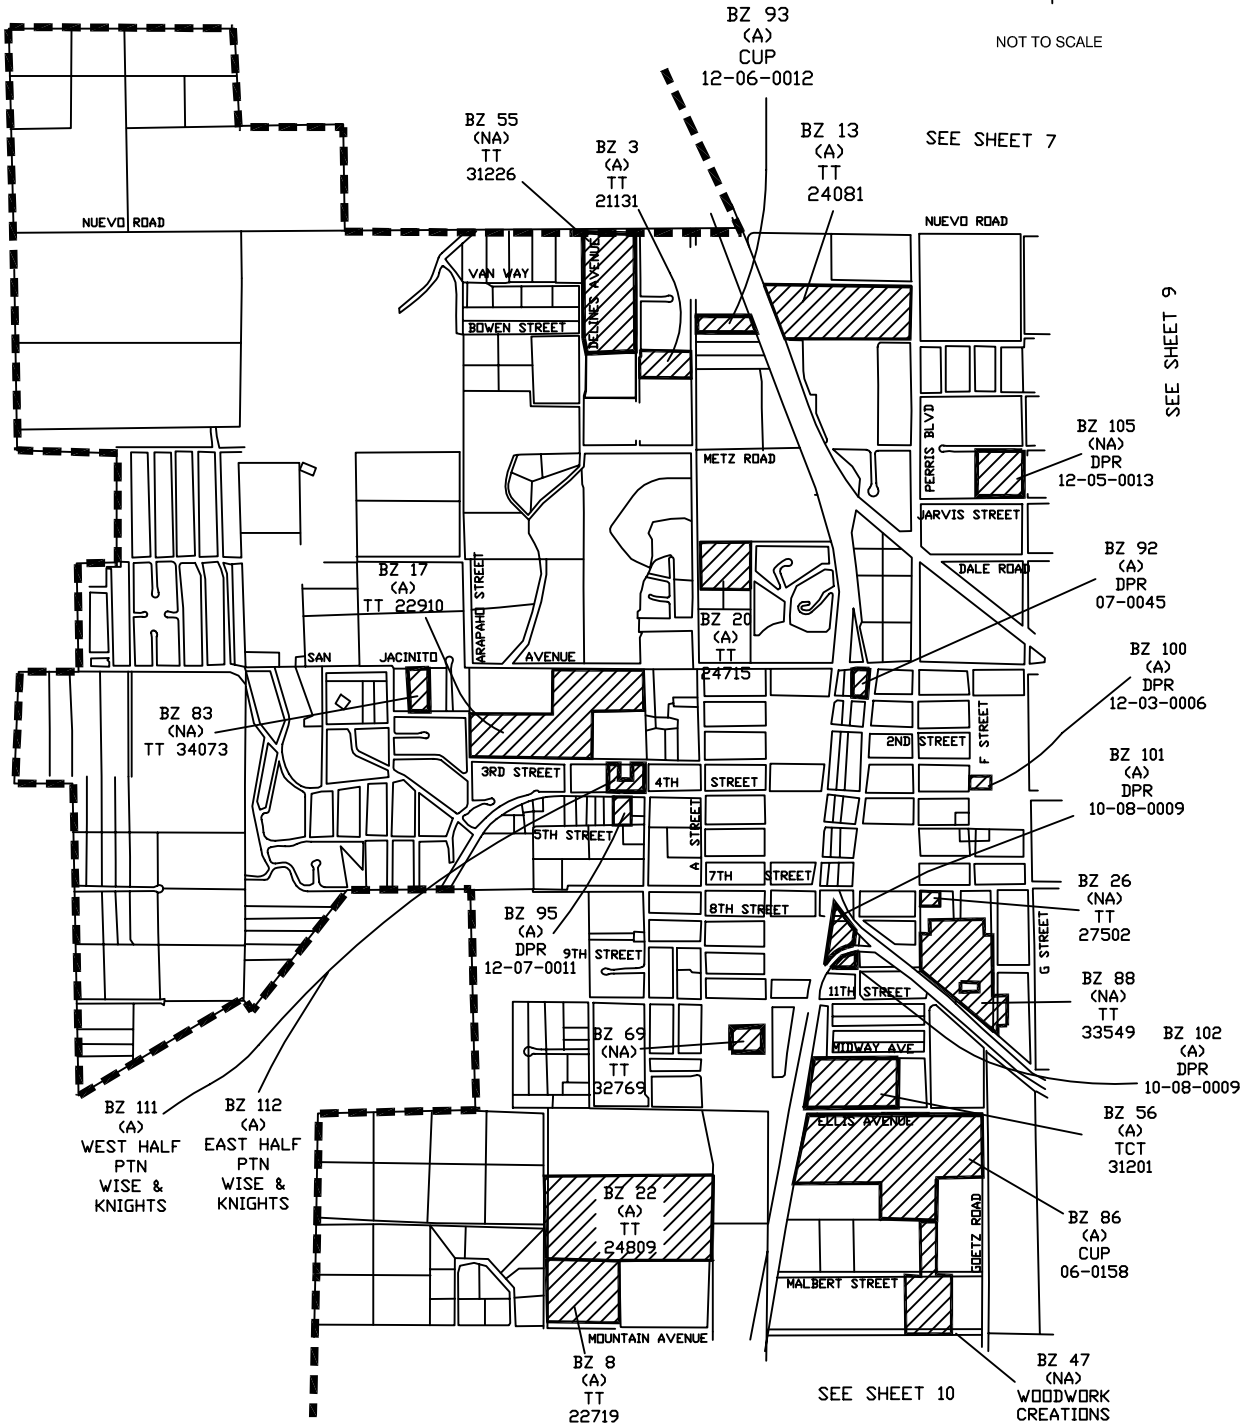 BZ 93
(A)
CUP
12-06-0012
NOT TO SCALE
BZ 55
(NA)
TT
31226
BZ 3
(A)
TT
21131
BZ 13
(A)
TT
24081
SEE SHEET 7
NUEVO ROAD
NUEVO ROAD
VAN WAY
DELINES AVENUE
BOWEN STREET
SEE SHEET 9
PERRIS BLVD
METZ ROAD
BZ 105
(NA)
DPR
12-05-0013
JARVIS STREET
DALE ROAD
BZ 92
(A)
DPR
07-0045
BZ 17
(A)
TT 22910
ARAPAHO STREET
BZ 20
(A)
TT
24715
SAN JACINITO AVENUE
BZ 100
(A)
DPR
12-03-0006
BZ 83
(NA)
TT 34073
2ND STREET
F STREET
3RD STREET
4TH STREET
BZ 101
(A)
DPR
10-08-0009
5TH STREET
A STREET
7TH STREET
8TH STREET
BZ 26
(NA)
TT
27502
BZ 95
(A)
DPR
12-07-0011
9TH STREET
G STREET
11TH STREET
BZ 88
(NA)
TT
33549
BZ 69
(NA)
TT
32769
MIDWAY AVE
BZ 102
(A)
DPR
10-08-0009
BZ 111
(A)
WEST HALF
PTN
WISE &
KNIGHTS
BZ 112
(A)
EAST HALF
PTN
WISE &
KNIGHTS
ELLIS AVENUE
BZ 56
(A)
TCT
31201
BZ 22
(A)
TT
24809
GOETZ ROAD
BZ 86
(A)
CUP
06-0158
MALBERT STREET
MOUNTAIN AVENUE
BZ 8
(A)
TT
22719
SEE SHEET 10
BZ 47
(NA)
WOODWORK
CREATIONS